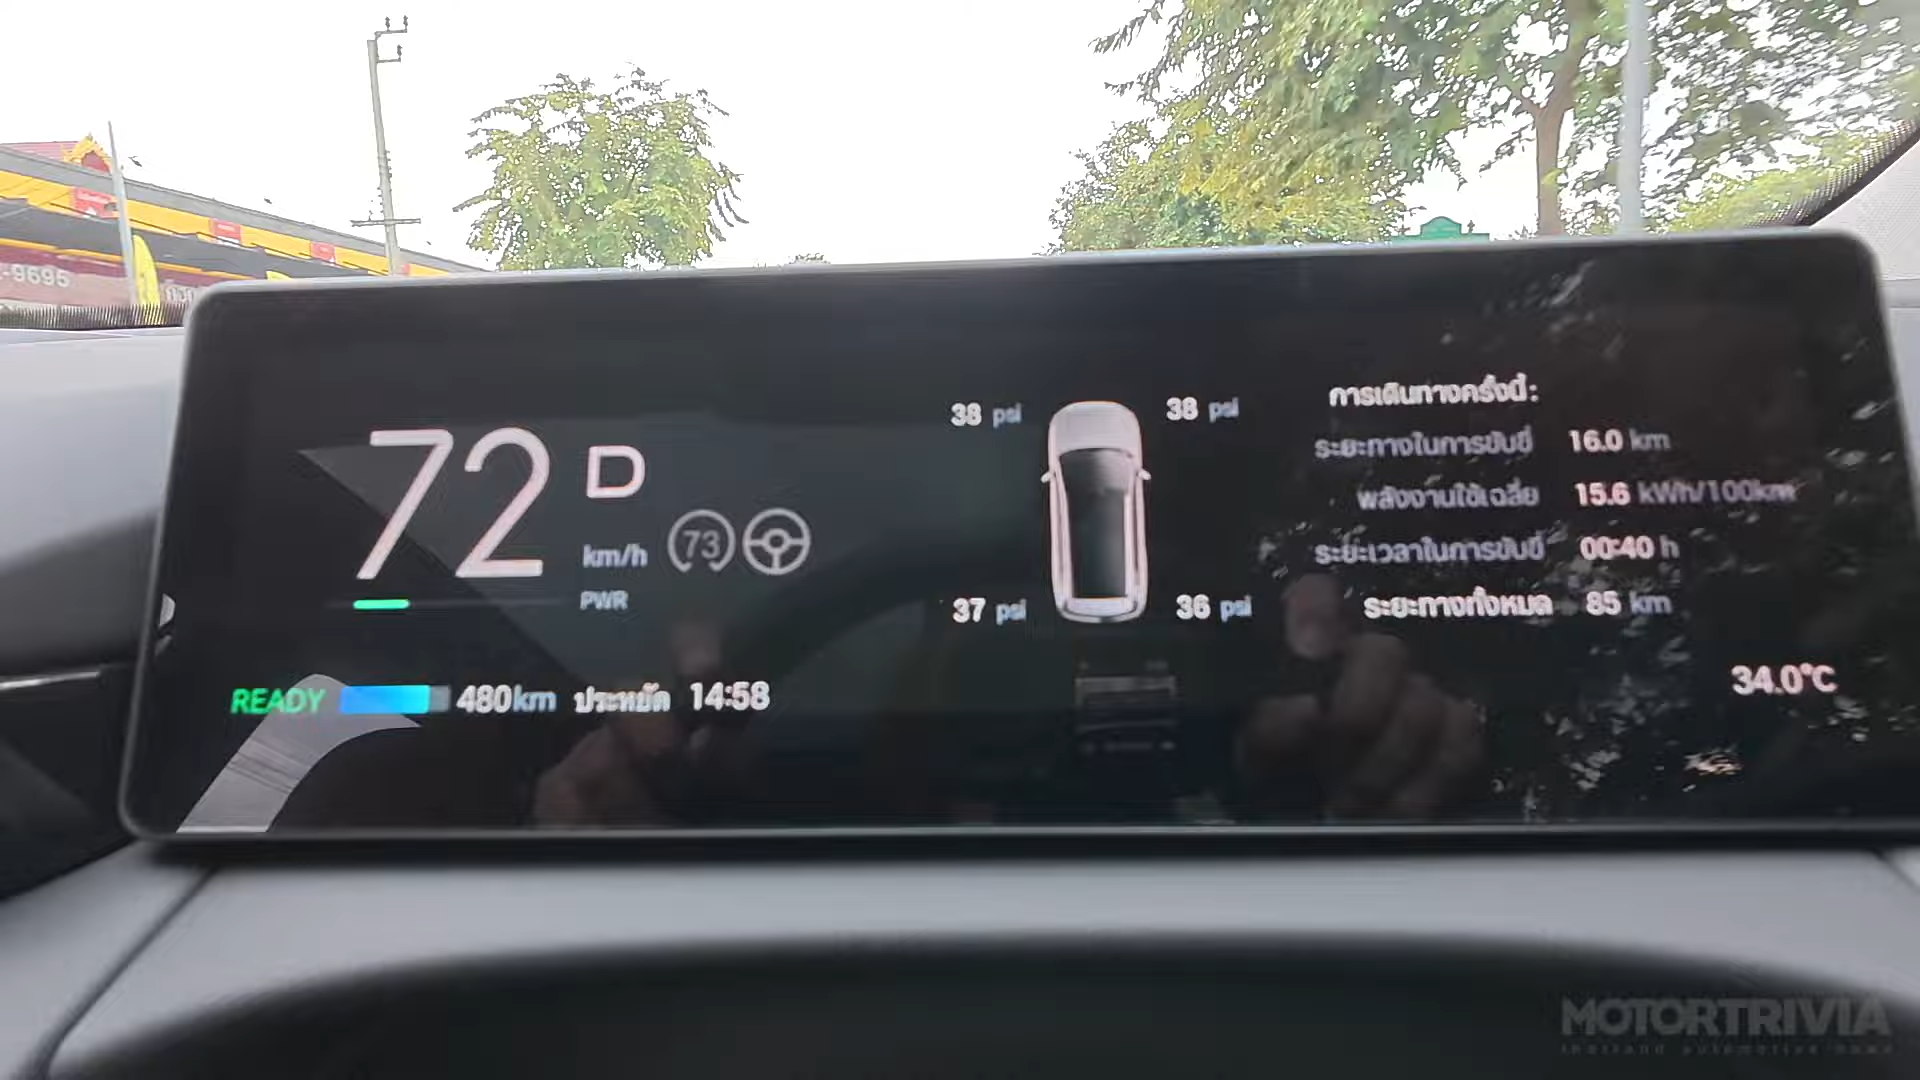 -9695
72 D
km/h 73
PWR
READY 480km ประหยัด 14:58
38 psi 38 psi
37 psi 36 psi
การเดินทางครั้งนี้:
ระยะทางในการขับขี่ 16.0 km
พลังงานใช้เฉลี่ย 15.6 kWh/100km
ระยะเวลาในการขับขี่ 00:40 h
ระยะทางทั้งหมด 85 km
34.0°C
MOTORTRIVIA
thailand automotive news